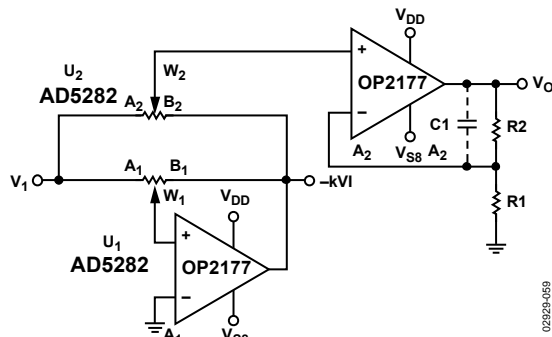 VDD
U2
AD5282
W2
+
OP2177
VO
A2 B2
−
C1
R2
A2
VS8 A2
V1
A1 B1
−kVI
W1
VDD
R1
U1
AD5282
+
OP2177
−
A1
02929-059